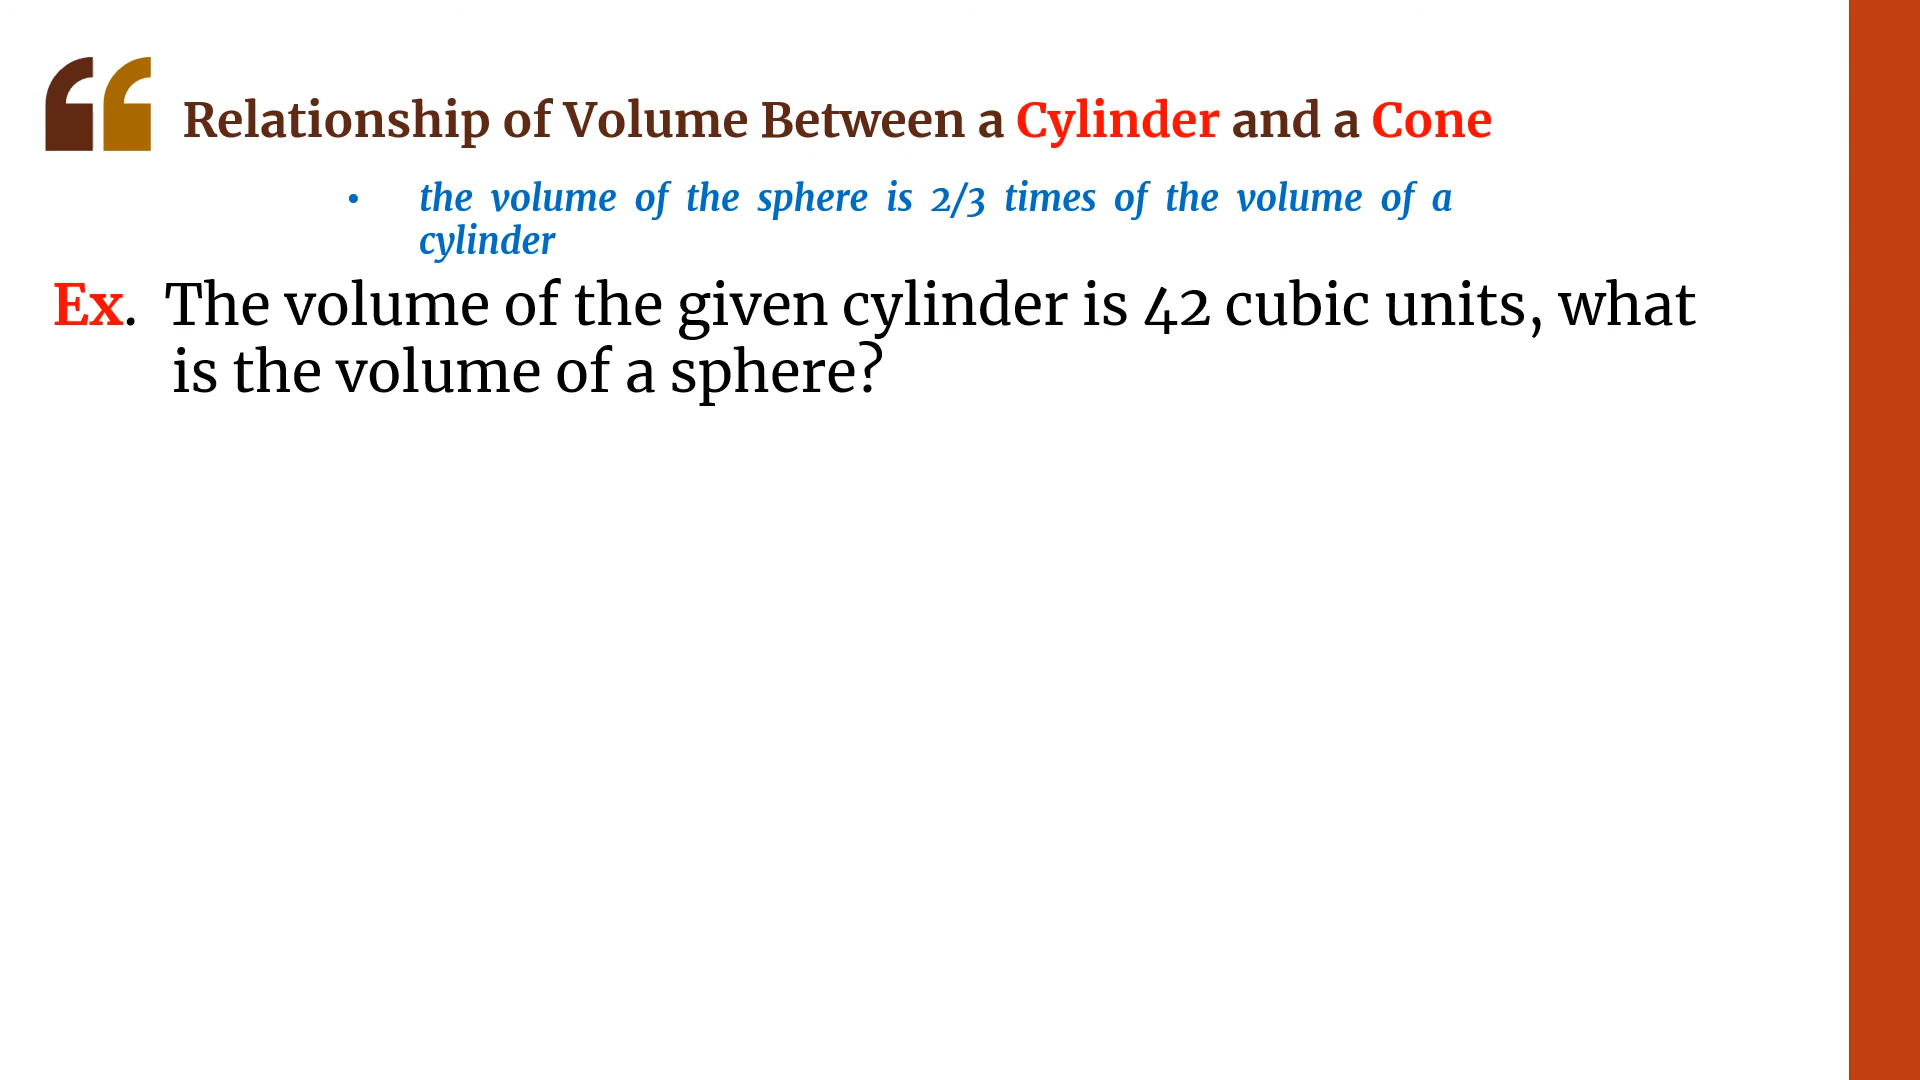 Relationship of Volume Between a Cylinder and a Cone
• the volume of the sphere is 2/3 times of the volume of a
cylinder
Ex. The volume of the given cylinder is 42 cubic units, what
is the volume of a sphere?